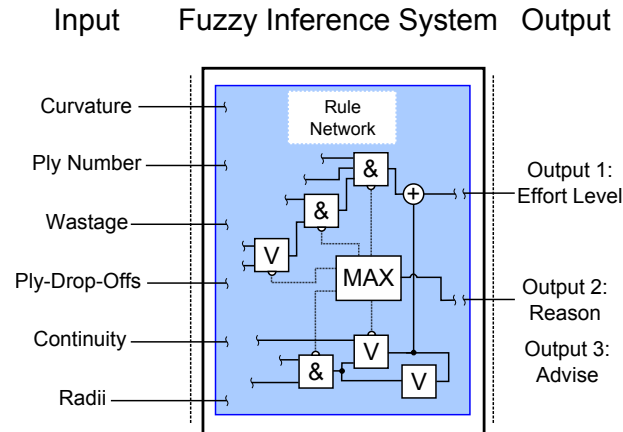 Input Fuzzy Inference System Output
Rule
Network
Curvature
Ply Number
Wastage
Ply-Drop-Offs
Continuity
Radii
&
&
V
MAX
V
&
V
+
Output 1:
Effort Level
Output 2:
Reason
Output 3:
Advise